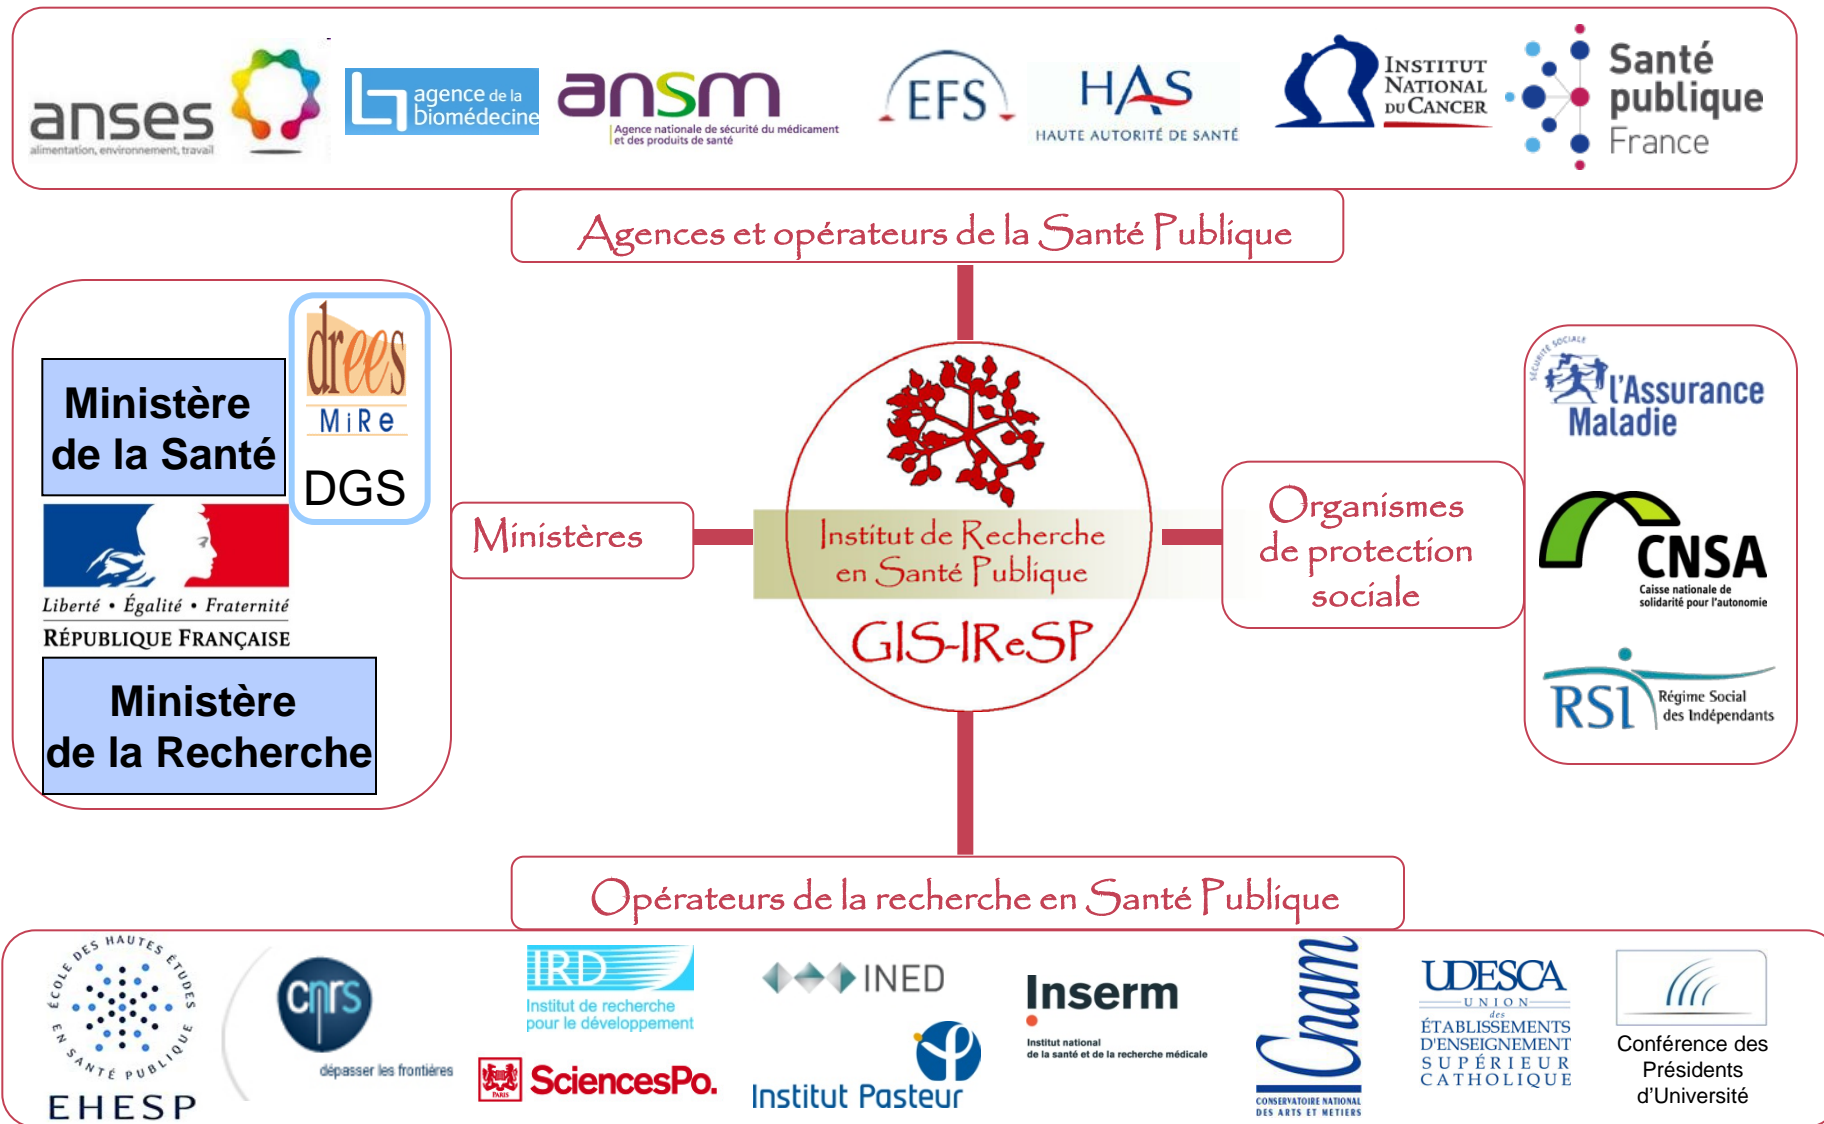 anses
alimentation, environnement, travail
agence de la
biomédecine
ansm
Agence nationale de sécurité du médicament
et des produits de santé
EFS
HAS
HAUTE AUTORITÉ DE SANTÉ
INSTITUT
NATIONAL
DU CANCER
Santé
publique
France
Agences et opérateurs de la Santé Publique
drees
MiRe
DGS
Ministère
de la Santé
Liberté • Égalité • Fraternité
RÉPUBLIQUE FRANÇAISE
Ministère
de la Recherche
Ministères
Institut de Recherche
en Santé Publique
GIS-IReSP
Organismes
de protection
sociale
SÉCURITÉ SOCIALE
l'Assurance
Maladie
CNSA
Caisse nationale de
solidarité pour l'autonomie
RSI
Régime Social
des Indépendants
Opérateurs de la recherche en Santé Publique
ÉCOLE DES HAUTES ÉTUDES
EN SANTÉ PUBLIQUE
EHESP
cnrs
dépasser les frontières
IRD
Institut de recherche
pour le développement
PARIS
SciencesPo.
INED
Institut Pasteur
Inserm
Institut national
de la santé et de la recherche médicale
Cnam
CONSERVATOIRE NATIONAL
DES ARTS ET METIERS
UDESCA
UNION
des
ÉTABLISSEMENTS
D'ENSEIGNEMENT
SUPÉRIEUR
CATHOLIQUE
Conférence des
Présidents
d'Université